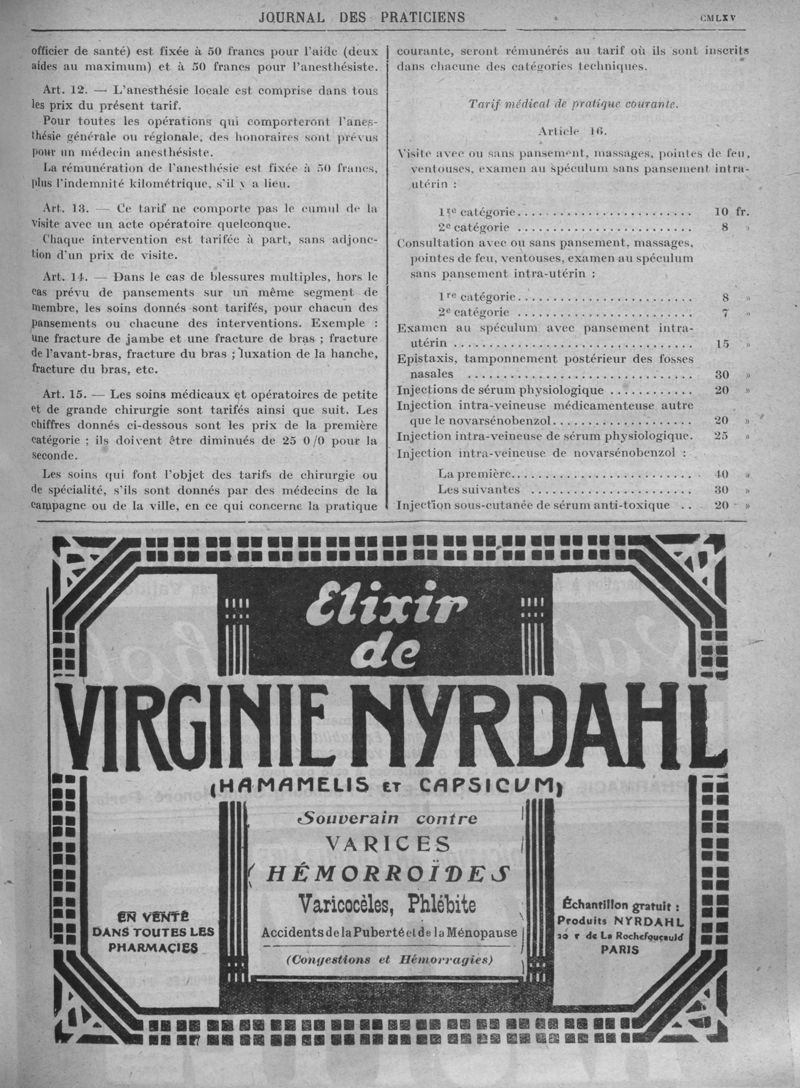 JOURNAL DES PRATICIENS
CMLXV
officier de santé) est fixée à 50 francs pour l'aide (deux
aides au maximum) et à 50 francs pour l'anesthésiste.
Art. 12. — L'anesthésie locale est comprise dans tous
les prix du présent tarif.
Pour toutes les opérations qui comporteront l'anes-
thésie générale ou régionale, des honoraires sont prévus
pour un médecin anesthésiste.
La rémunération de l'anesthésie est fixée à 50 francs,
plus l'indemnité kilométrique, s'il y a lieu.
Art. 13. — Ce tarif ne comporte pas le cumul de la
visite avec un acte opératoire quelconque.
Chaque intervention est tarifée à part, sans adjonc-
tion d'un prix de visite.
Art. 14. — Dans le cas de blessures multiples, hors le
cas prévu de pansements sur un même segment de
membre, les soins donnés sont tarifés, pour chacun des
pansements ou chacune des interventions. Exemple :
une fracture de jambe et une fracture de bras ; fracture
de l'avant-bras, fracture du bras ; luxation de la hanche,
fracture du bras, etc.
Art. 15. — Les soins médicaux et opératoires de petite
et de grande chirurgie sont tarifés ainsi que suit. Les
chiffres donnés ci-dessous sont les prix de la première
catégorie ; ils doivent être diminués de 25 0/0 pour la
seconde.
Les soins qui font l'objet des tarifs de chirurgie ou
de spécialité, s'ils sont donnés par des médecins de la
campagne ou de la ville, en ce qui concerne la pratique
courante, seront rémunérés au tarif où ils sont inscrits
dans chacune des catégories techniques.
Tarif médical de pratique courante.
Article 16.
Visite avec ou sans pansement, massages, pointes de feu,
ventouses, examen au spéculum sans pansement intra-
utérin :
1re catégorie.......................... 10 fr.
2e catégorie .......................... 8 »
Consultation avec ou sans pansement, massages,
pointes de feu, ventouses, examen au spéculum
sans pansement intra-utérin :
1re catégorie.......................... 8 »
2e catégorie .......................... 7 »
Examen au spéculum avec pansement intra-
utérin .................................. 15 »
Epistaxis, tamponnement postérieur des fosses
nasales ................................ 30 »
Injections de sérum physiologique ............ 20 »
Injection intra-veineuse médicamenteuse autre
que le novarsénobenzol..................... 20 »
Injection intra-veineuse de sérum physiologique. 25 »
Injection intra-veineuse de novarsénobenzol :
La première........................... 40 »
Les suivantes ........................ 30 »
Injection sous-cutanée de sérum anti-toxique .. 20 »
Elixir
de
VIRGINIE NYRDAHL
(HAMAMELIS ET CAPSICUM)
Souverain contre
VARICES
HÉMORROÏDES
Varicocèles, Phlébite
Accidents de la Puberté et de la Ménopause
(Congestions et Hémorragies)
EN VENTE
DANS TOUTES LES
PHARMACIES
Échantillon gratuit :
Produits NYRDAHL
20 r de La Rochefoucauld
PARIS